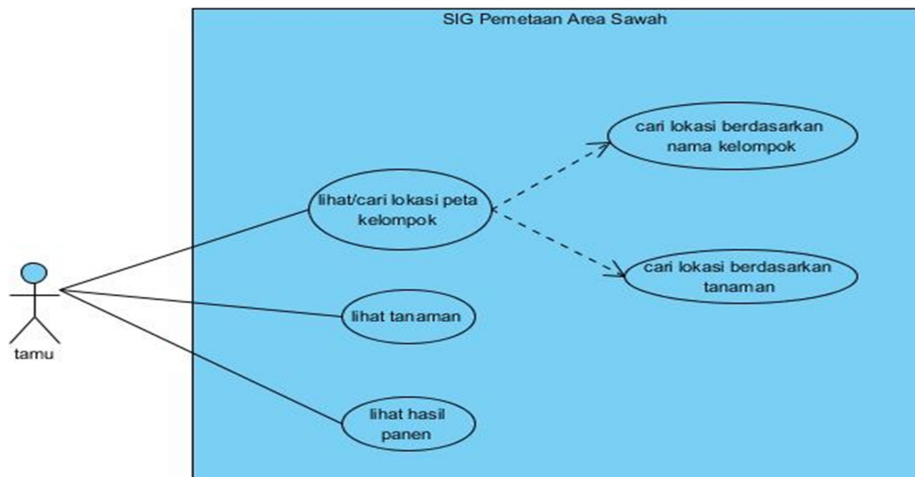 SIG Pemetaan Area Sawah
cari lokasi berdasarkan
nama kelompok
lihat/cari lokasi peta
kelompok
cari lokasi berdasarkan
tanaman
lihat tanaman
tamu
lihat hasil
panen